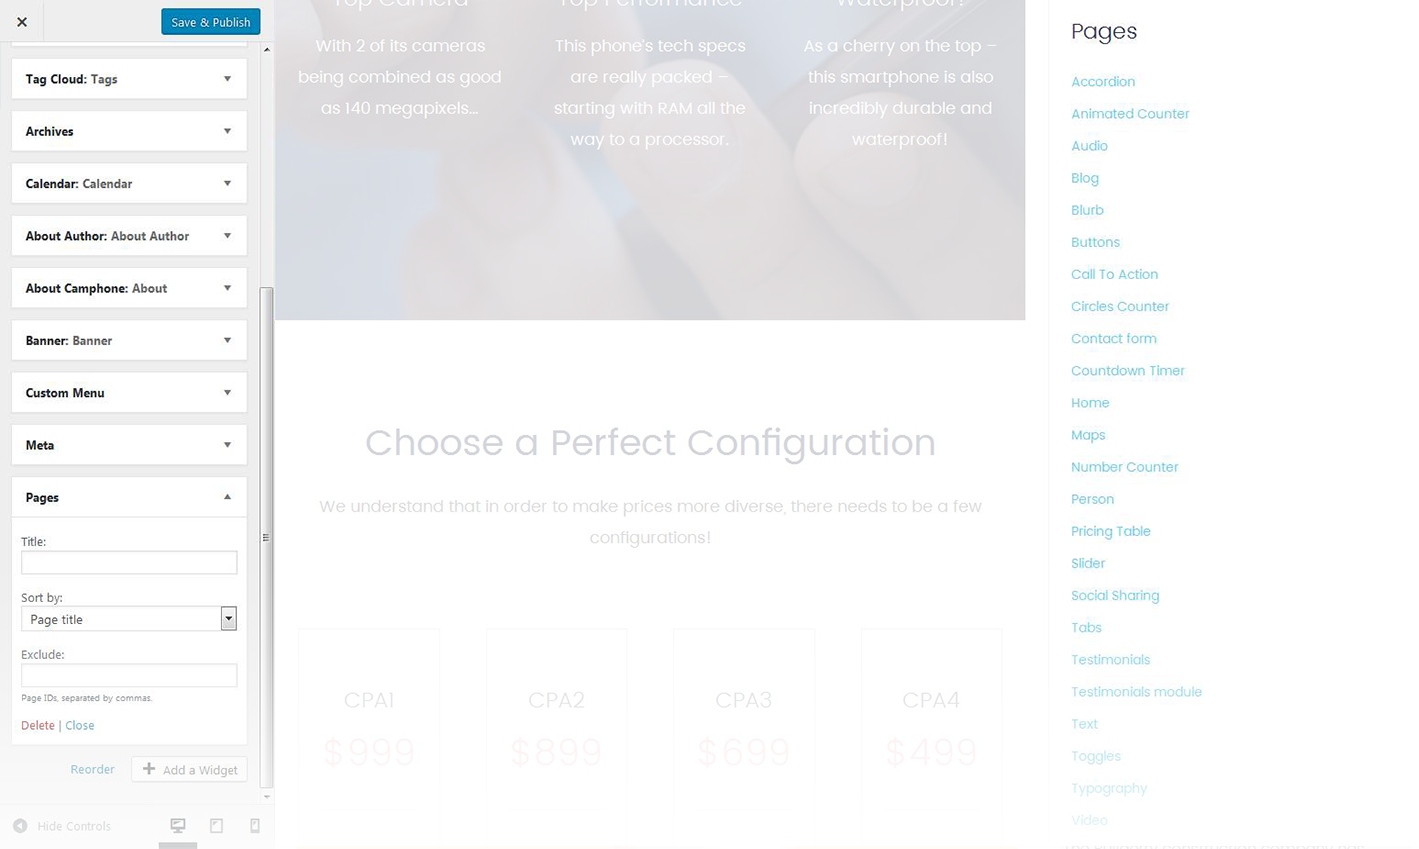 Save & Publish
Tag Cloud: Tags
Archives
Calendar: Calendar
About Author: About Author
About Camphone: About
Banner: Banner
Custom Menu
Meta
Pages
Title:
Sort by:
Page title
Exclude:
Page IDs, separated by commas.
Delete | Close
Reorder
Add a Widget
Hide Controls
Top Camera
With 2 of its cameras
being combined as good
as 140 megapixels...
Top Performance
This phone's tech specs
are really packed –
starting with RAM all the
way to a processor.
Waterproof!
As a cherry on the top –
this smartphone is also
incredibly durable and
waterproof!
Choose a Perfect Configuration
We understand that in order to make prices more diverse, there needs to be a few
configurations!
CPA1
$999
CPA2
$899
CPA3
$699
CPA4
$499
Pages
Accordion
Animated Counter
Audio
Blog
Blurb
Buttons
Call To Action
Circles Counter
Contact form
Countdown Timer
Home
Maps
Number Counter
Person
Pricing Table
Slider
Social Sharing
Tabs
Testimonials
Testimonials module
Text
Toggles
Typography
Video